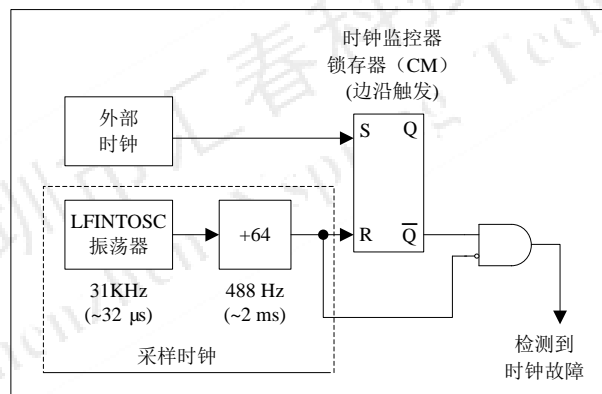 时钟监控器
锁存器（CM）
(边沿触发)
外部
时钟
S Q
LFINTOSC
振荡器
+64
R Q
31KHz
(~32 μs)
488 Hz
(~2 ms)
采样时钟
检测到
时钟故障